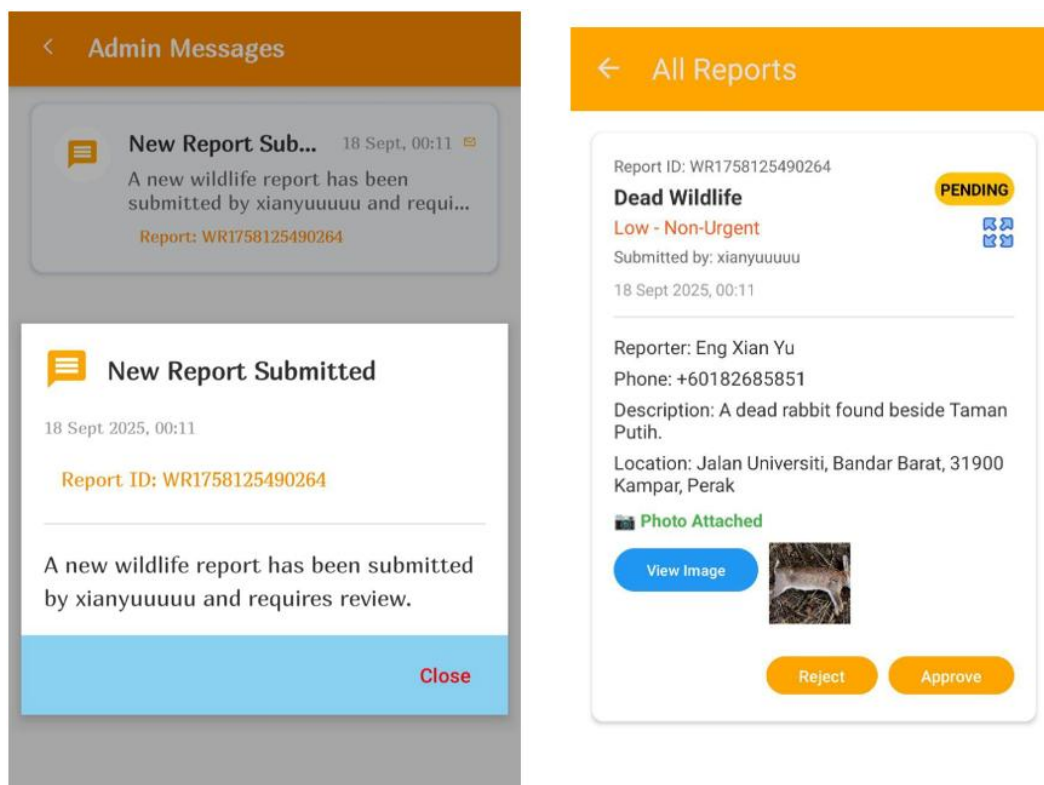 Admin Messages
New Report Sub... 18 Sept, 00:11
A new wildlife report has been
submitted by xianyuuuuu and requi...
Report: WR1758125490264
New Report Submitted
18 Sept 2025, 00:11
Report ID: WR1758125490264
A new wildlife report has been submitted
by xianyuuuuu and requires review.
Close
All Reports
Report ID: WR1758125490264
Dead Wildlife
PENDING
Low - Non-Urgent
Submitted by: xianyuuuuu
18 Sept 2025, 00:11
Reporter: Eng Xian Yu
Phone: +60182685851
Description: A dead rabbit found beside Taman
Putih.
Location: Jalan Universiti, Bandar Barat, 31900
Kampar, Perak
Photo Attached
View Image
Reject Approve